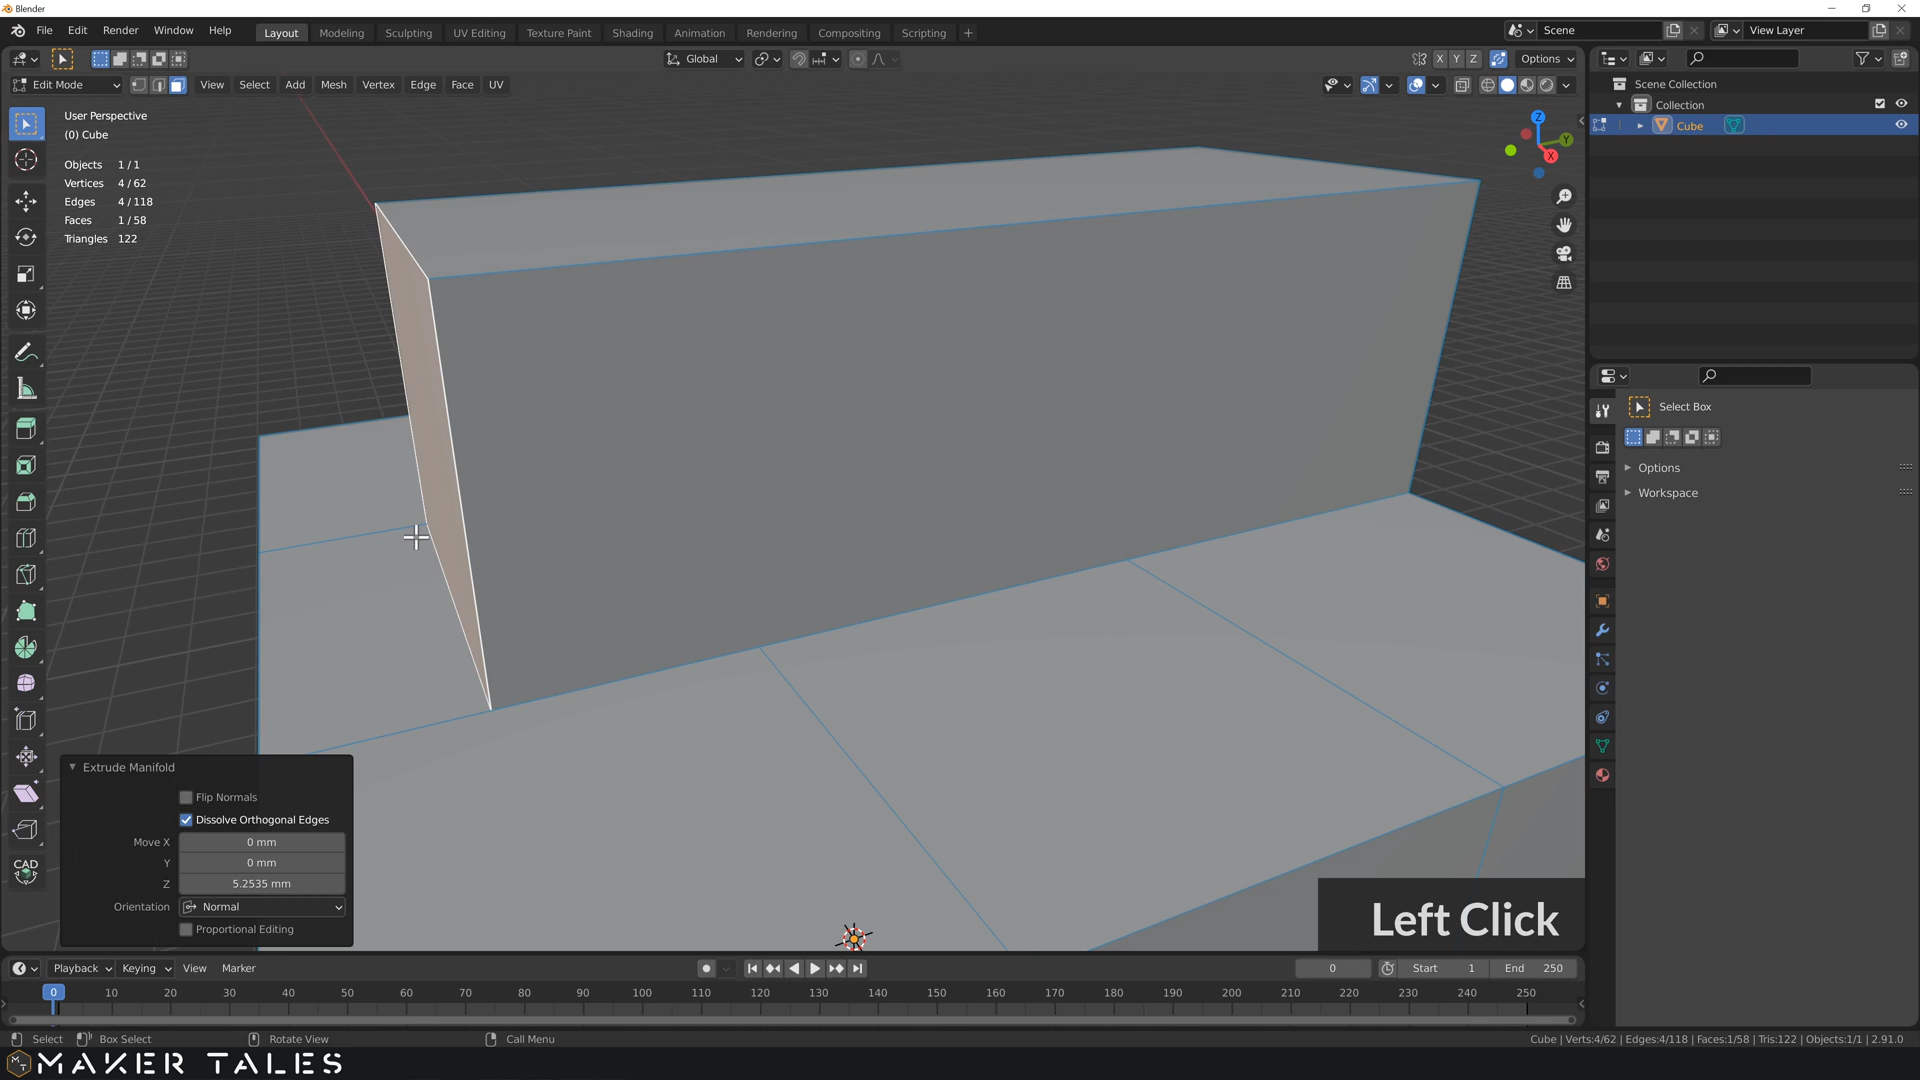 Blender
File Edit Render Window Help
Layout Modeling Sculpting UV Editing Texture Paint Shading Animation Rendering Compositing Scripting +
Scene
View Layer
Global
X Y Z
Options
Edit Mode
View Select Add Mesh Vertex Edge Face UV
User Perspective
(0) Cube
Objects 1 / 1
Vertices 4 / 62
Edges 4 / 118
Faces 1 / 58
Triangles 122
Z
Y
X
Scene Collection
Collection
Cube
Select Box
Options
Workspace
CAD
Extrude Manifold
Flip Normals
Dissolve Orthogonal Edges
Move X 0 mm
Y 0 mm
Z 5.2535 mm
Orientation Normal
Proportional Editing
Left Click
Playback Keying View Marker
0
Start 1
End 250
0 10 20 30 40 50 60 70 80 90 100 110 120 130 140 150 160 170 180 190 200 210 220 230 240 250
Select Box Select Rotate View Call Menu
Cube | Verts:4/62 | Edges:4/118 | Faces:1/58 | Tris:122 | Objects:1/1 | 2.91.0
MAKER TALES